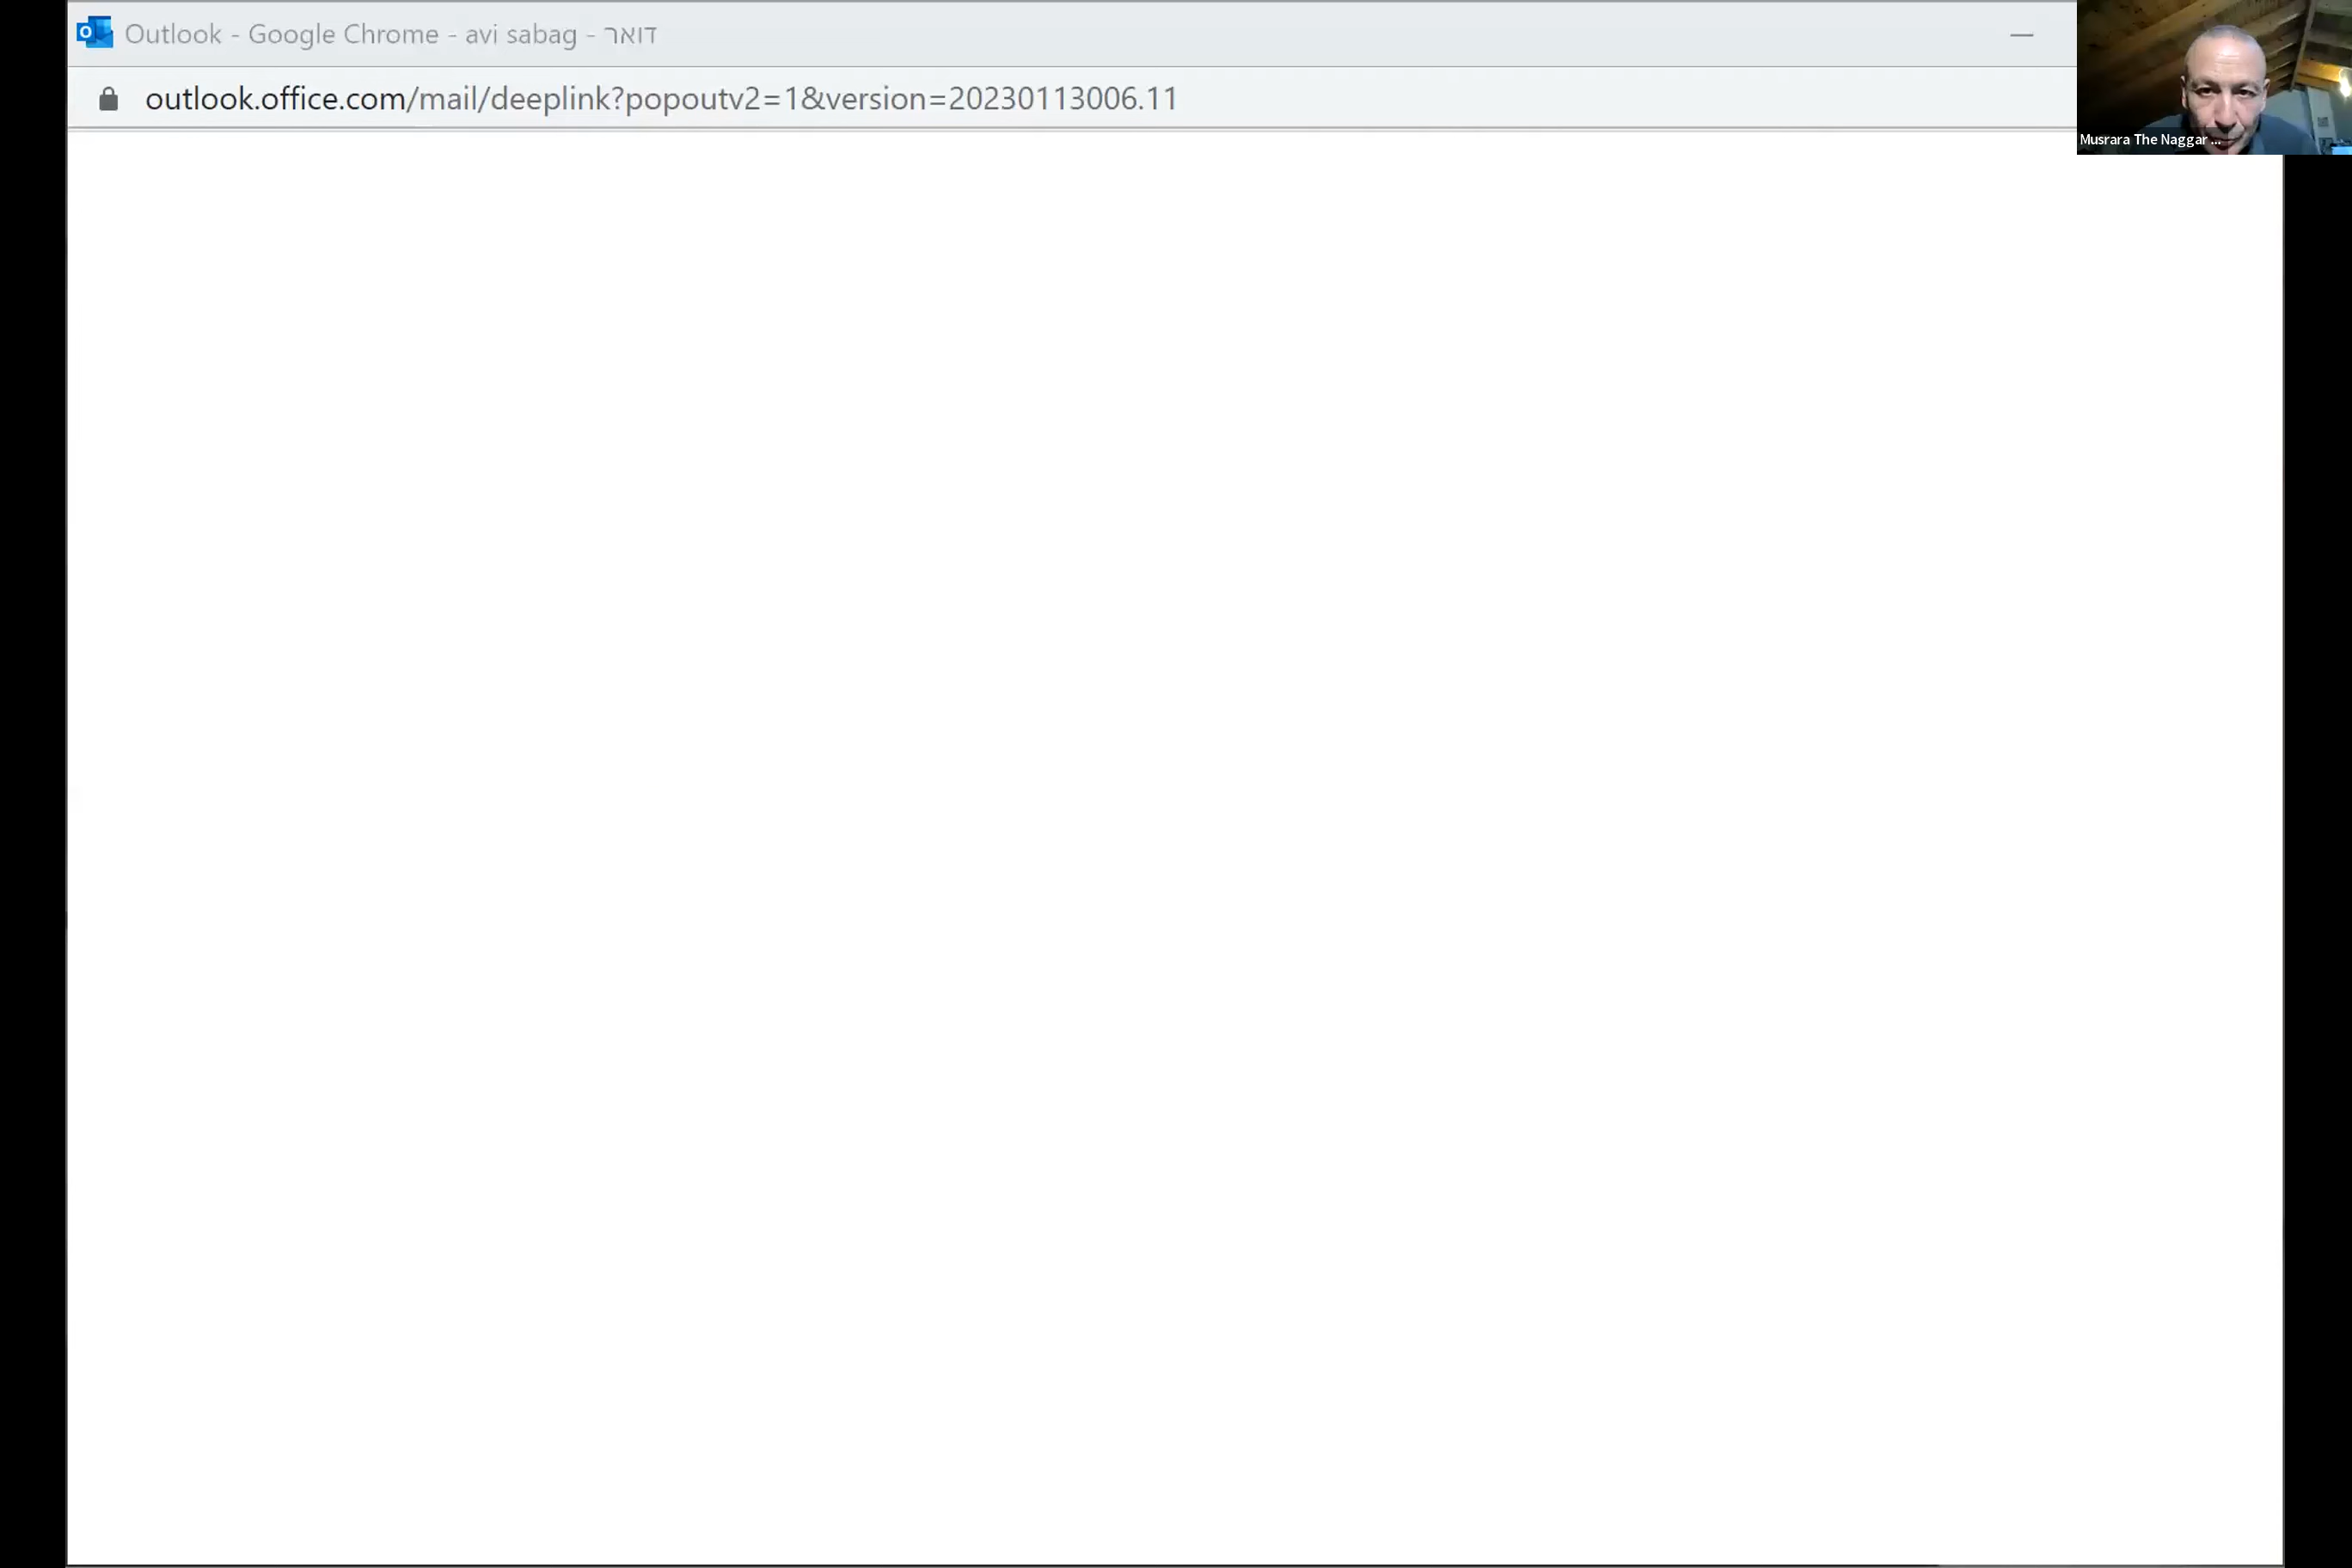 Outlook - Google Chrome - avi sabag - דואר
outlook.office.com/mail/deeplink?popoutv2=1&version=20230113006.11
Musrara The Naggar ...